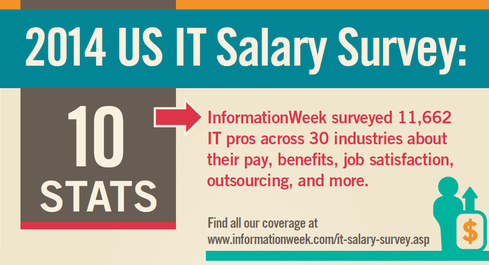 2014 US IT Salary Survey:
10
STATS
InformationWeek surveyed 11,662
IT pros across 30 industries about
their pay, benefits, job satisfaction,
outsourcing, and more.
Find all our coverage at
www.informationweek.com/it-salary-survey.asp
$